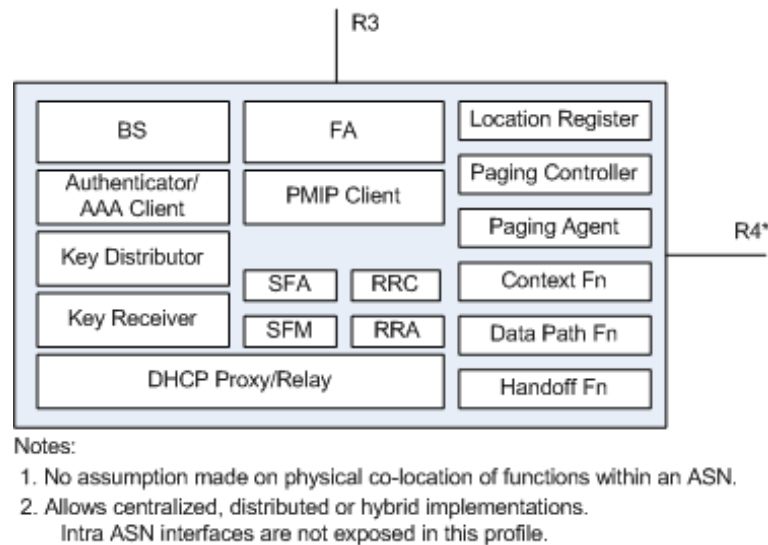 R3
BS
FA
Location Register
Authenticator/
AAA Client
PMIP Client
Paging Controller
Key Distributor
Paging Agent
R4*
SFA
RRC
Context Fn
Key Receiver
SFM
RRA
Data Path Fn
DHCP Proxy/Relay
Handoff Fn
Notes:
1. No assumption made on physical co-location of functions within an ASN.
2. Allows centralized, distributed or hybrid implementations.
Intra ASN interfaces are not exposed in this profile.